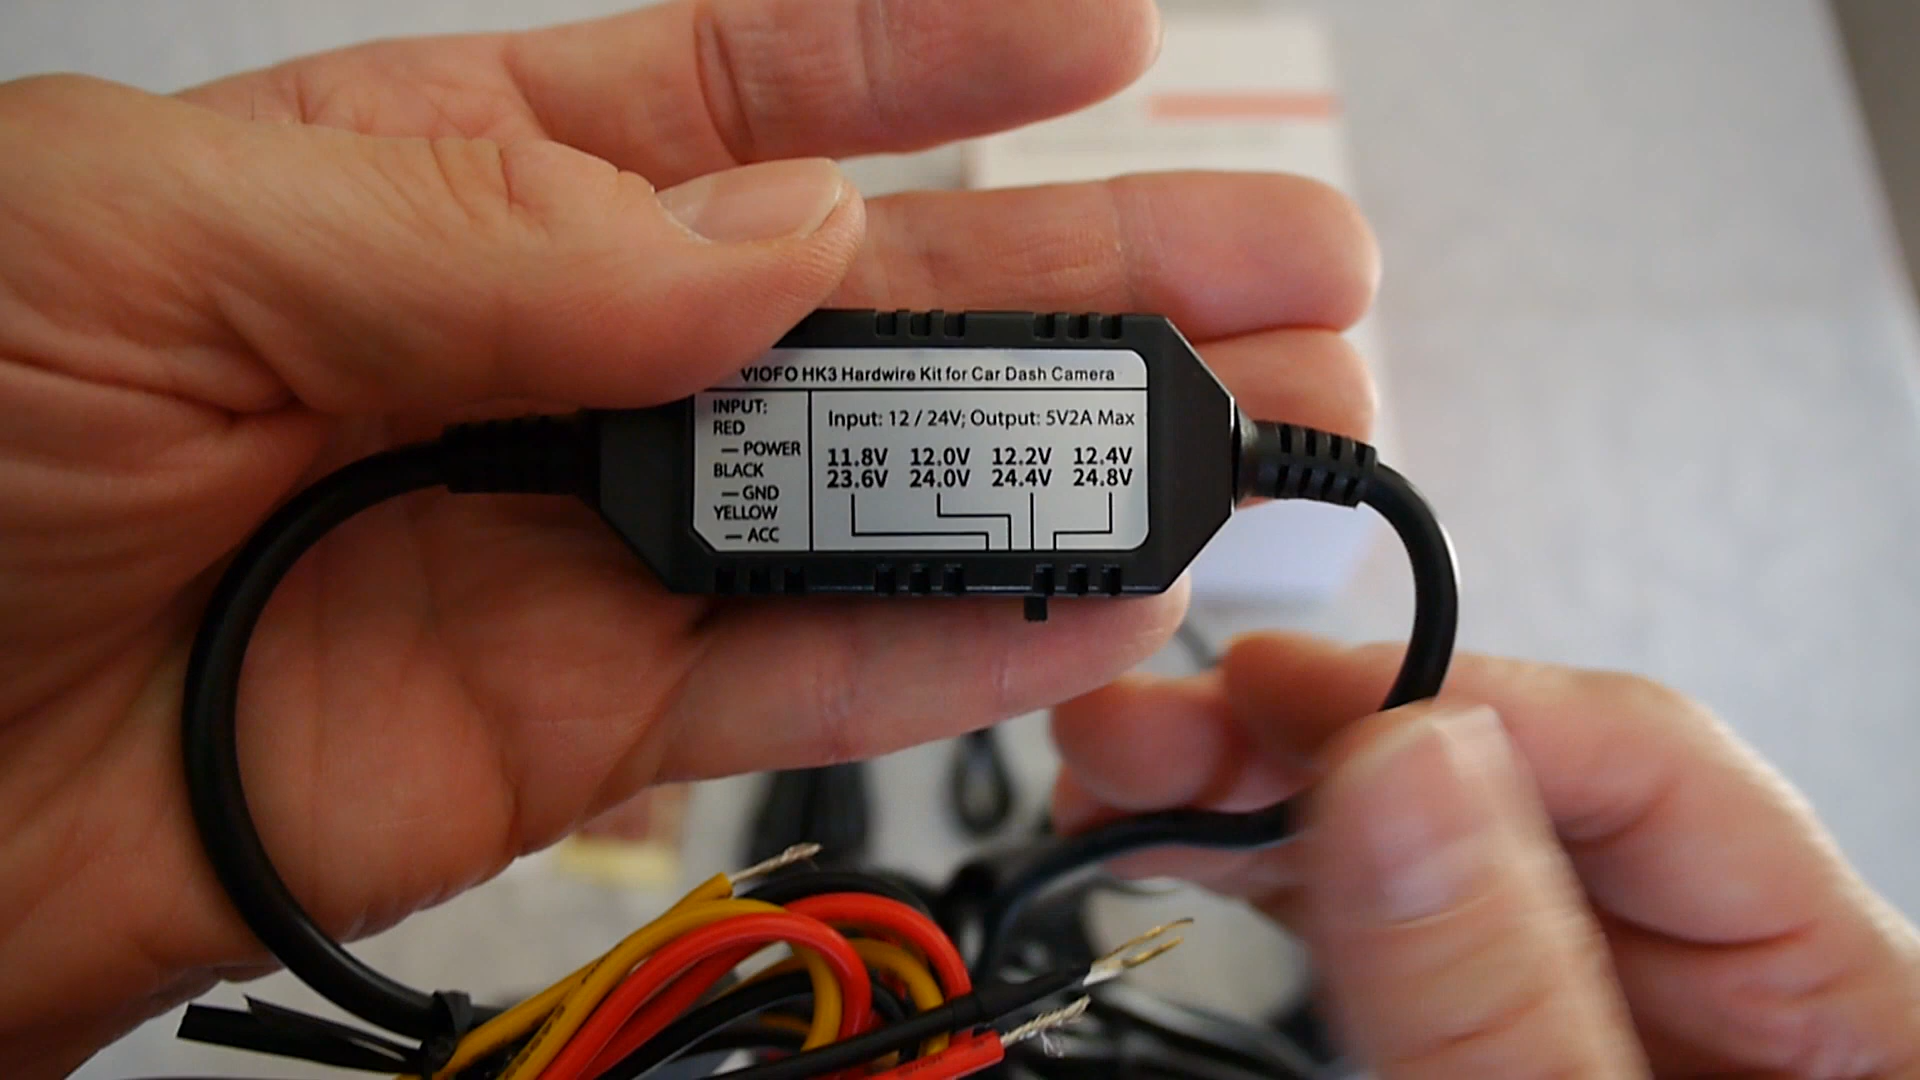 VIOFO HK3 Hardwire Kit for Car Dash Camera
INPUT:
RED
— POWER
BLACK
— GND
YELLOW
— ACC
Input: 12 / 24V; Output: 5V2A Max
11.8V 12.0V 12.2V 12.4V
23.6V 24.0V 24.4V 24.8V